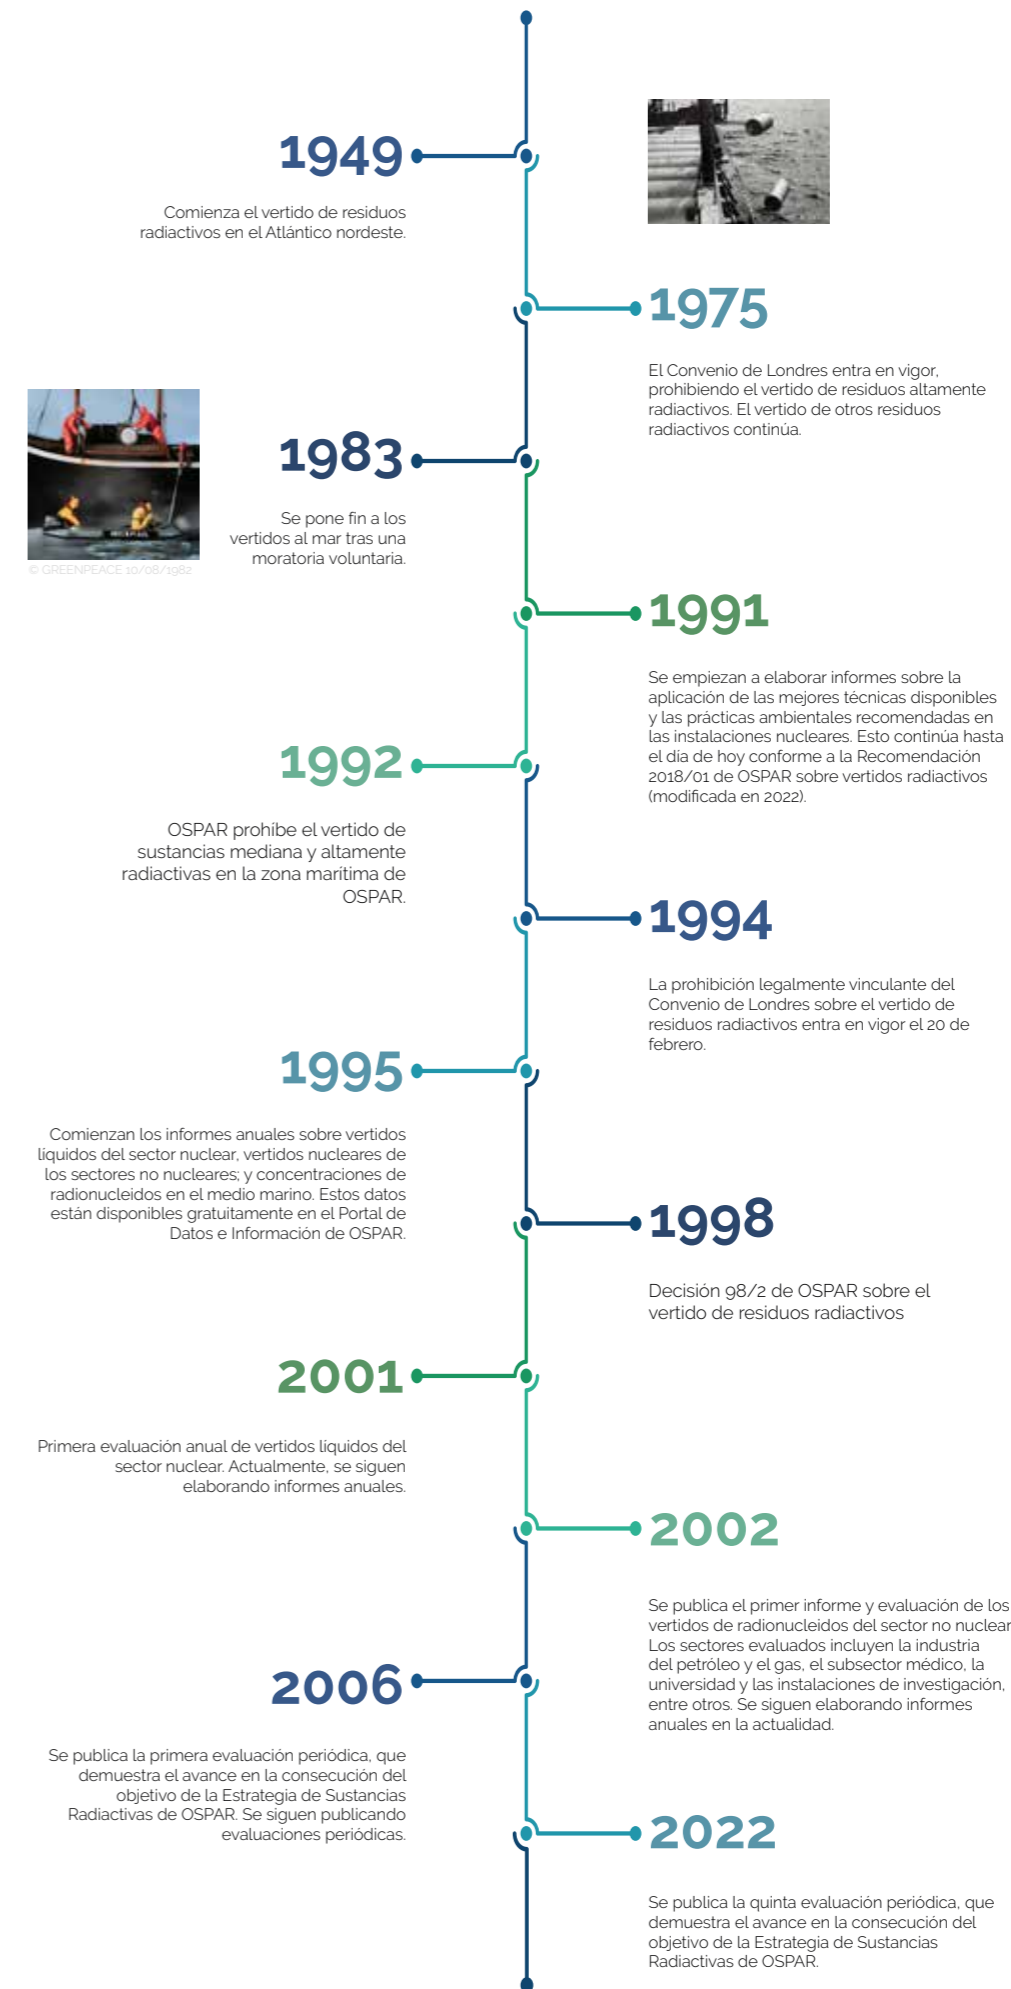 1949
Comienza el vertido de residuos
radiactivos en el Atlántico nordeste.
1975
El Convenio de Londres entra en vigor,
prohibiendo el vertido de residuos altamente
radiactivos. El vertido de otros residuos
radiactivos continúa.
1983
Se pone fin a los
vertidos al mar tras una
moratoria voluntaria.
© GREENPEACE 10/08/1982
1991
Se empiezan a elaborar informes sobre la
aplicación de las mejores técnicas disponibles
y las prácticas ambientales recomendadas en
las instalaciones nucleares. Esto continúa hasta
el día de hoy conforme a la Recomendación
2018/01 de OSPAR sobre vertidos radiactivos
(modificada en 2022).
1992
OSPAR prohíbe el vertido de
sustancias mediana y altamente
radiactivas en la zona marítima de
OSPAR.
1994
La prohibición legalmente vinculante del
Convenio de Londres sobre el vertido de
residuos radiactivos entra en vigor el 20 de
febrero.
1995
Comienzan los informes anuales sobre vertidos
líquidos del sector nuclear, vertidos nucleares de
los sectores no nucleares; y concentraciones de
radionucleidos en el medio marino. Estos datos
están disponibles gratuitamente en el Portal de
Datos e Información de OSPAR.
1998
Decisión 98/2 de OSPAR sobre el
vertido de residuos radiactivos
2001
Primera evaluación anual de vertidos líquidos del
sector nuclear. Actualmente, se siguen
elaborando informes anuales.
2002
Se publica el primer informe y evaluación de los
vertidos de radionucleidos del sector no nuclear
Los sectores evaluados incluyen la industria
del petróleo y el gas, el subsector médico, la
universidad y las instalaciones de investigación,
entre otros. Se siguen elaborando informes
anuales en la actualidad.
2006
Se publica la primera evaluación periódica, que
demuestra el avance en la consecución del
objetivo de la Estrategia de Sustancias
Radiactivas de OSPAR. Se siguen publicando
evaluaciones periódicas.
2022
Se publica la quinta evaluación periódica, que
demuestra el avance en la consecución del
objetivo de la Estrategia de Sustancias
Radiactivas de OSPAR.